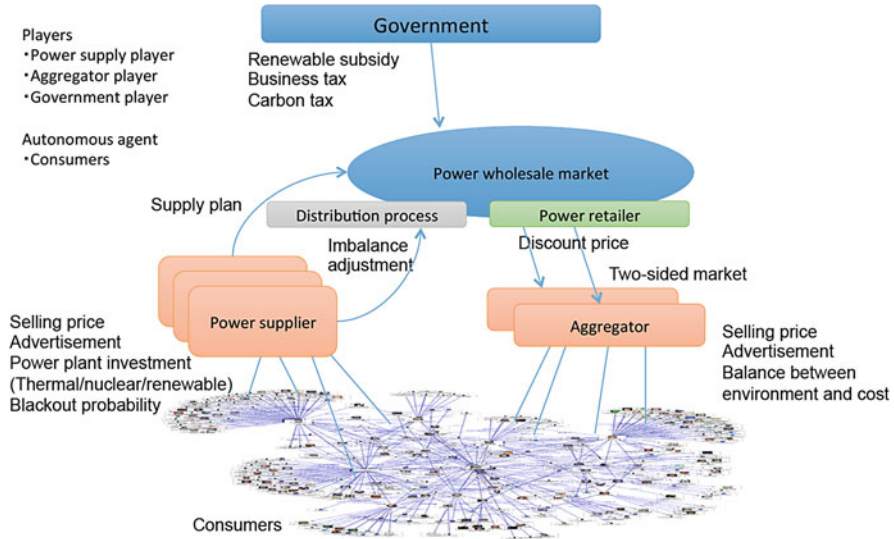 Government
Players
・Power supply player
・Aggregator player
・Government player
Autonomous agent
・Consumers
Renewable subsidy
Business tax
Carbon tax
Power wholesale market
Supply plan
Distribution process
Power retailer
Imbalance
adjustment
Discount price
Two-sided market
Power supplier
Aggregator
Selling price
Advertisement
Power plant investment
(Thermal/nuclear/renewable)
Blackout probability
Selling price
Advertisement
Balance between
environment and cost
Consumers